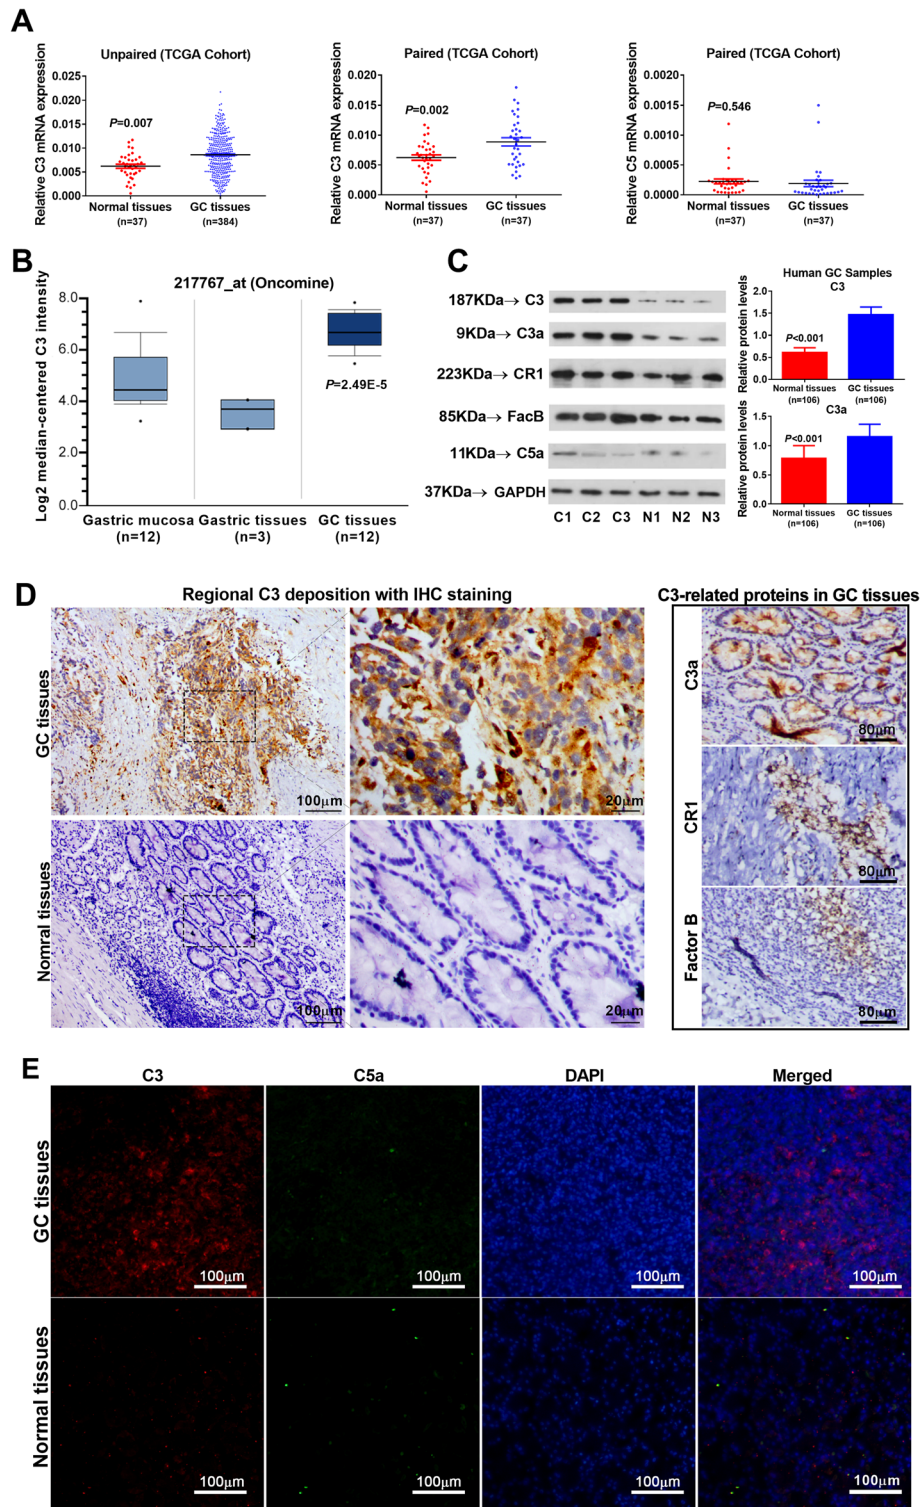 A
Unpaired (TCGA Cohort)
Relative C3 mRNA expression
0.025
0.020
0.015
0.010
0.005
0.000
P=0.007
Normal tissues
(n=37)
GC tissues
(n=384)
Paired (TCGA Cohort)
Relative C3 mRNA expression
0.020
0.015
0.010
0.005
0.000
P=0.002
Normal tissues
(n=37)
GC tissues
(n=37)
Paired (TCGA Cohort)
Relative C5 mRNA expression
0.0020
0.0015
0.0010
0.0005
0.0000
P=0.546
Normal tissues
(n=37)
GC tissues
(n=37)
B
217767_at (Oncomine)
Log2 median-centered C3 intensity
8.0
6.0
4.0
2.0
0.0
P=2.49E-5
Gastric mucosa
(n=12)
Gastric tissues
(n=3)
GC tissues
(n=12)
C
187KDa→ C3
9KDa→ C3a
223KDa→ CR1
85KDa→ FacB
11KDa→ C5a
37KDa→ GAPDH
C1 C2 C3 N1 N2 N3
Human GC Samples
C3
Relative protein levels
2.0
1.5
1.0
0.5
0.0
P<0.001
Normal tissues
(n=106)
GC tissues
(n=106)
C3a
Relative protein levels
1.5
1.0
0.5
0.0
P<0.001
Normal tissues
(n=106)
GC tissues
(n=106)
D
Regional C3 deposition with IHC staining
GC tissues
100μm
20μm
Nomral tissues
100μm
20μm
C3-related proteins in GC tissues
C3a
80μm
CR1
80μm
Factor B
80μm
E
C3 C5a DAPI Merged
GC tissues
100μm 100μm 100μm 100μm
Normal tissues
100μm 100μm 100μm 100μm